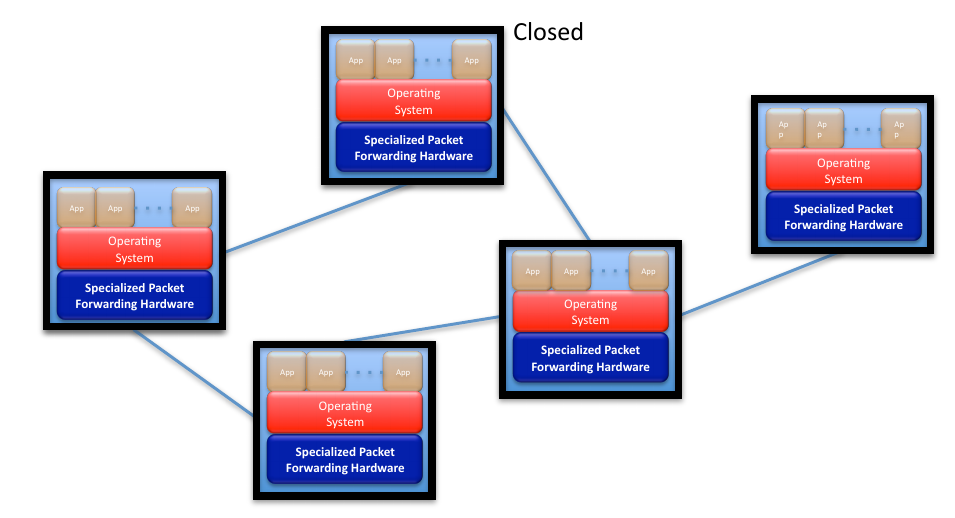 Closed
App App App
Operating
System
Specialized Packet
Forwarding Hardware
Ap
p
Ap
p
Ap
p
Operating
System
Specialized Packet
Forwarding Hardware
App App App
Operating
System
Specialized Packet
Forwarding Hardware
App App App
Operating
System
Specialized Packet
Forwarding Hardware
App App App
Operating
System
Specialized Packet
Forwarding Hardware